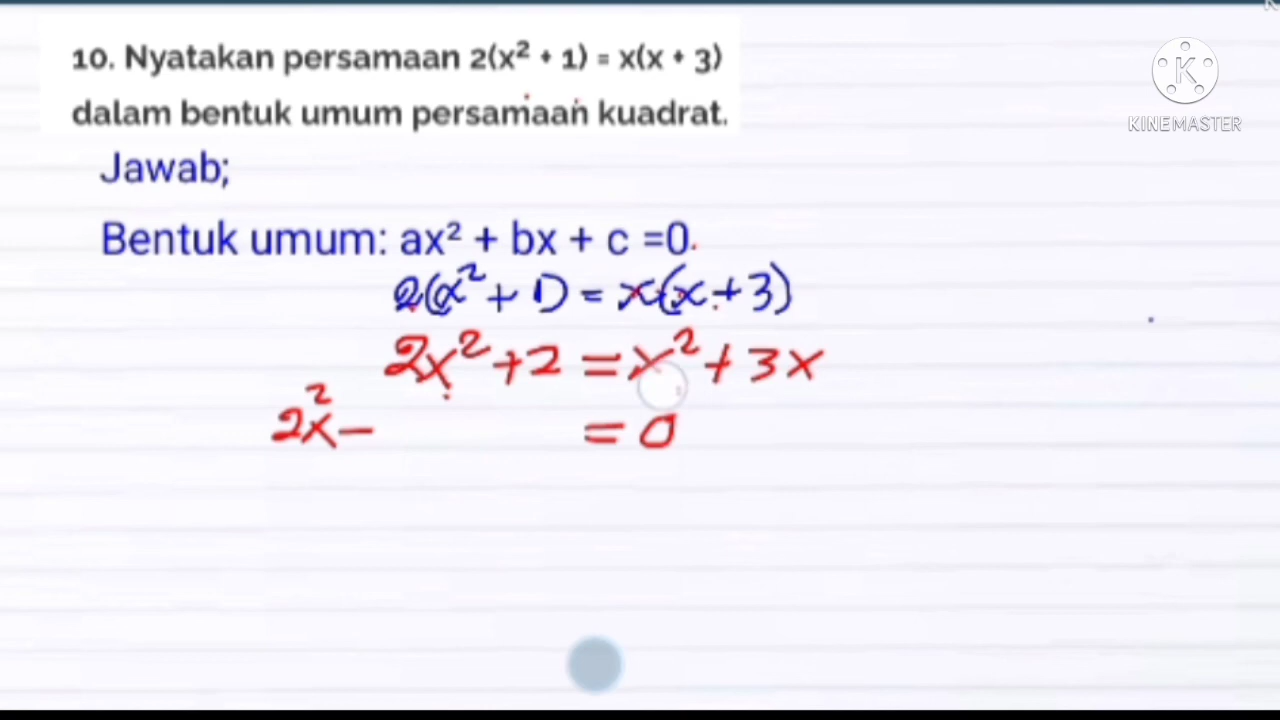 10. Nyatakan persamaan 2(x² + 1) = x(x + 3)
dalam bentuk umum persamaan kuadrat.
K
KINEMASTER
Jawab;
Bentuk umum: ax² + bx + c =0.
2(x² + 1) = x(x + 3)
2x² + 2 = x² + 3x
2x² – = 0